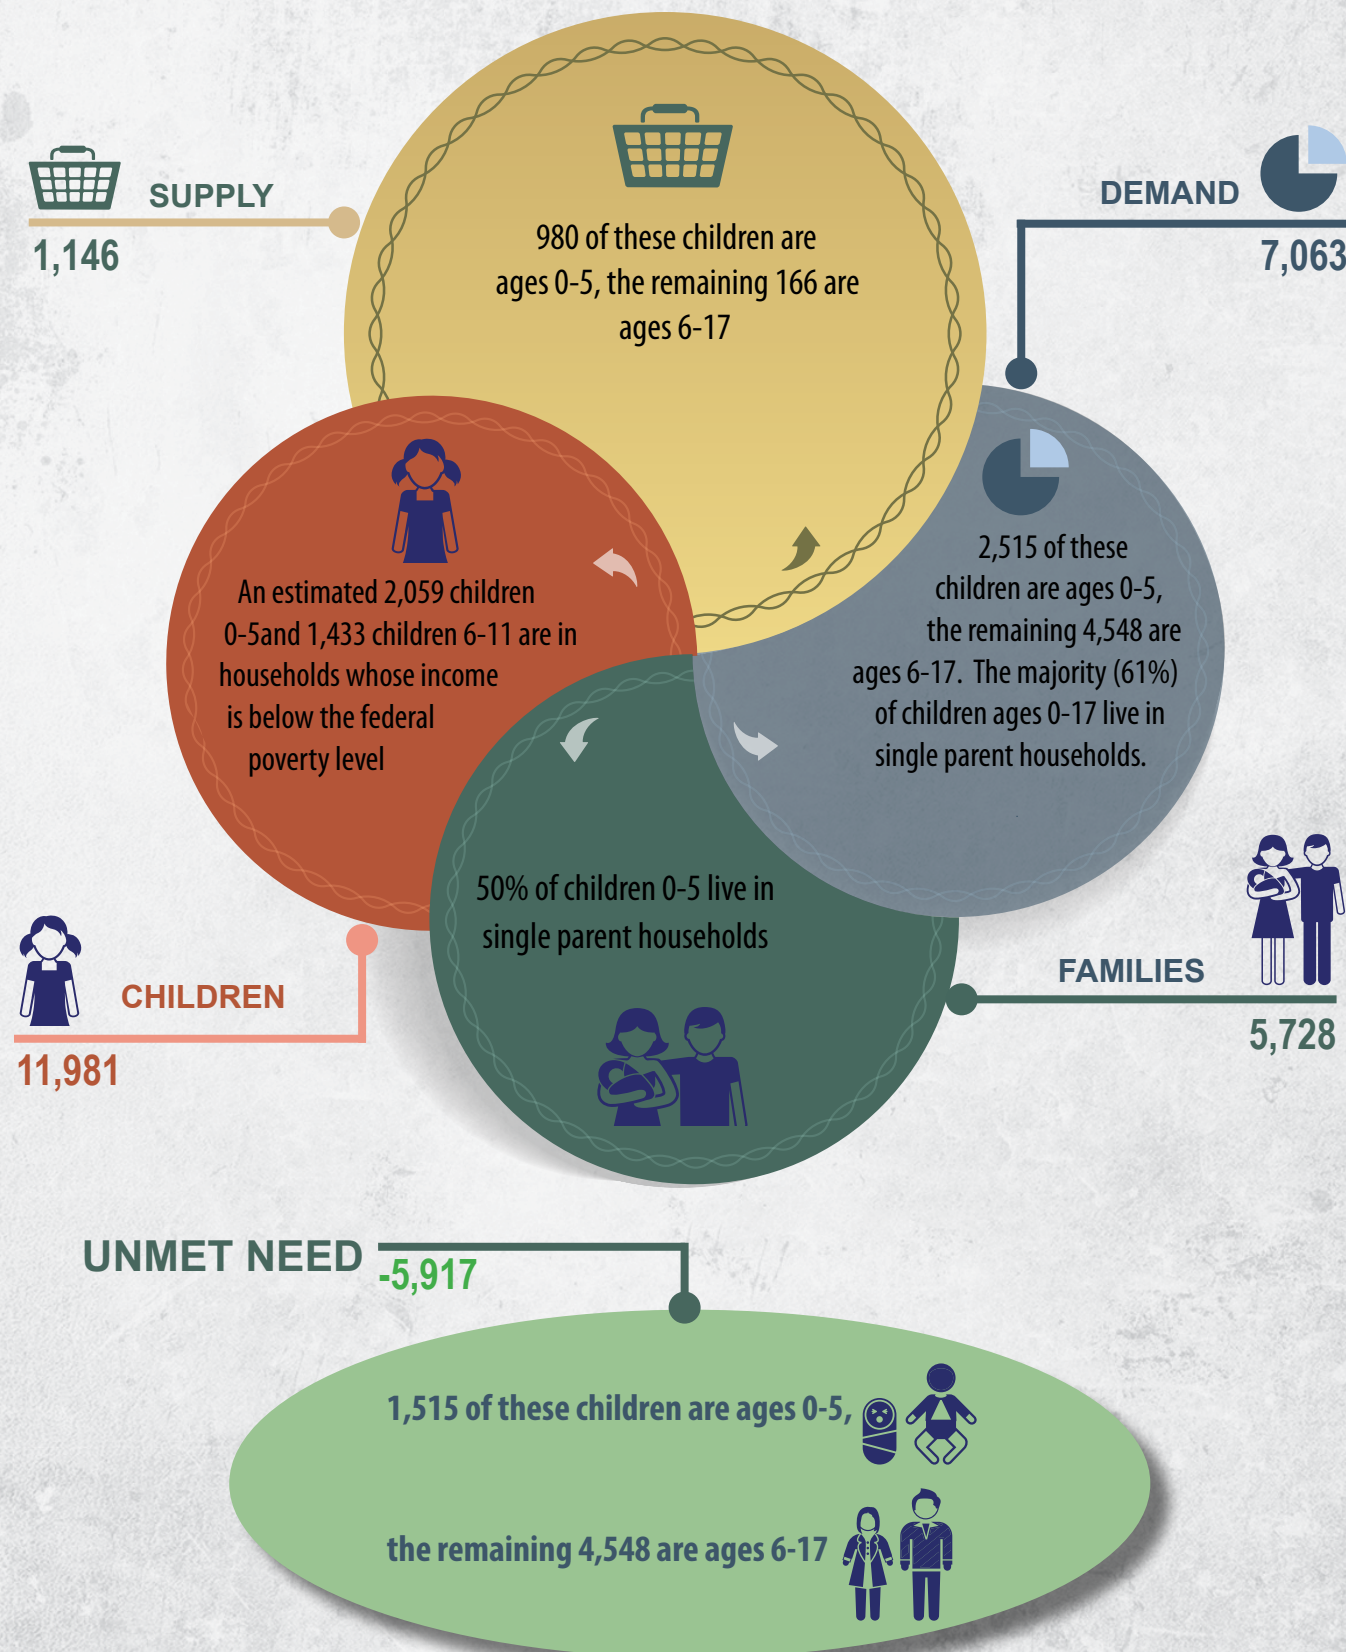 SUPPLY
1,146
980 of these children are
ages 0-5, the remaining 166 are
ages 6-17
DEMAND
7,063
An estimated 2,059 children
0-5and 1,433 children 6-11 are in
households whose income
is below the federal
poverty level
2,515 of these
children are ages 0-5,
the remaining 4,548 are
ages 6-17. The majority (61%)
of children ages 0-17 live in
single parent households.
50% of children 0-5 live in
single parent households
CHILDREN
11,981
FAMILIES
5,728
UNMET NEED
-5,917
1,515 of these children are ages 0-5,
the remaining 4,548 are ages 6-17